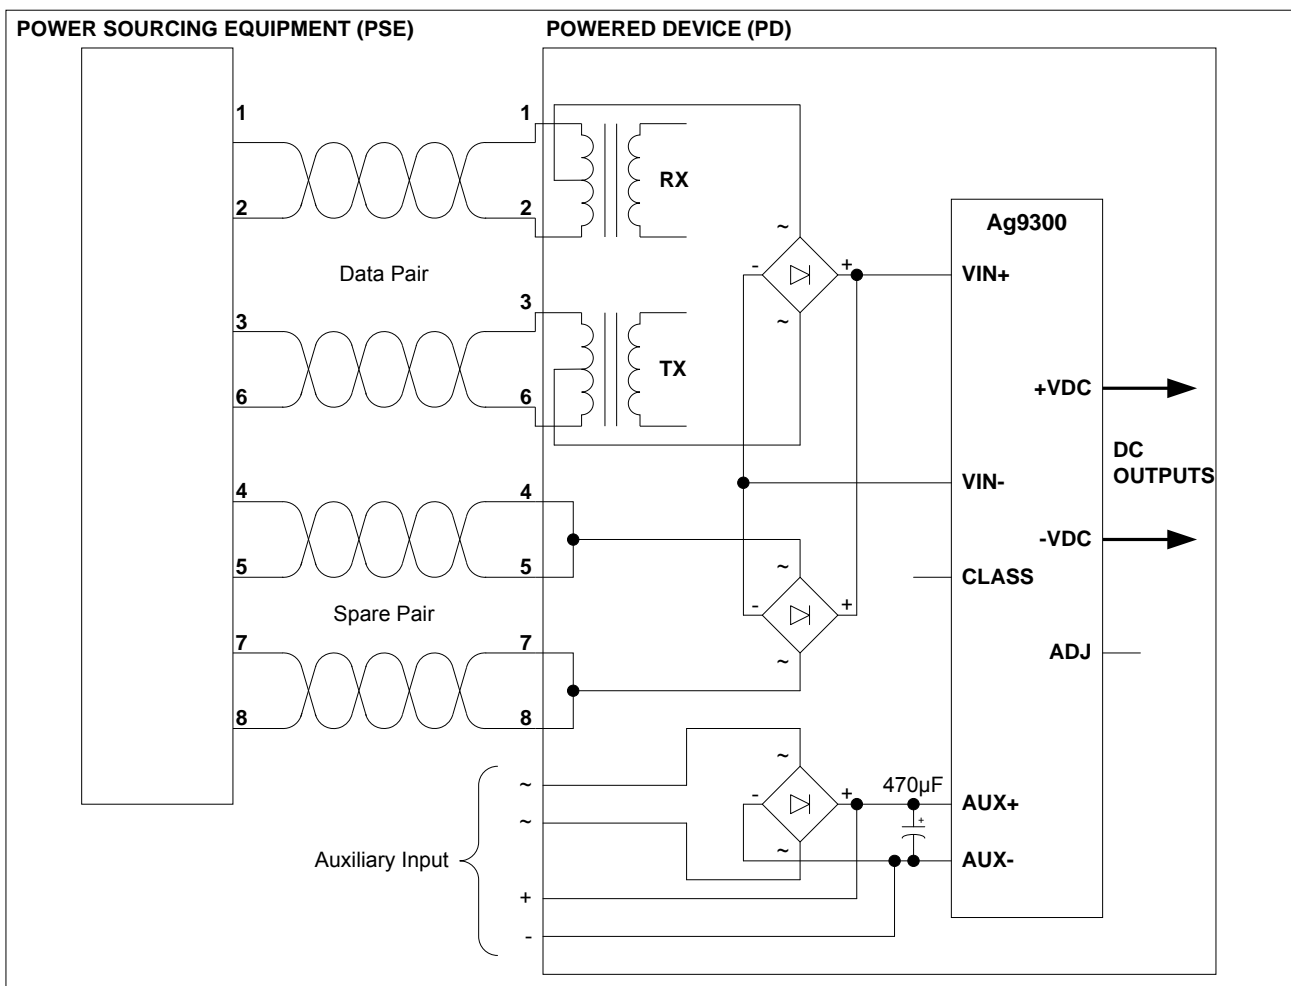 POWER SOURCING EQUIPMENT (PSE)
POWERED DEVICE (PD)
1
1
2
2
RX
Data Pair
3
3
6
6
TX
4
4
5
5
Spare Pair
7
7
8
8
~
-
+
~
~
-
+
~
Ag9300
VIN+
+VDC
DC
OUTPUTS
VIN-
-VDC
CLASS
ADJ
~
-
+
~
470µF
+
AUX+
AUX-
Auxiliary Input
~
~
+
-